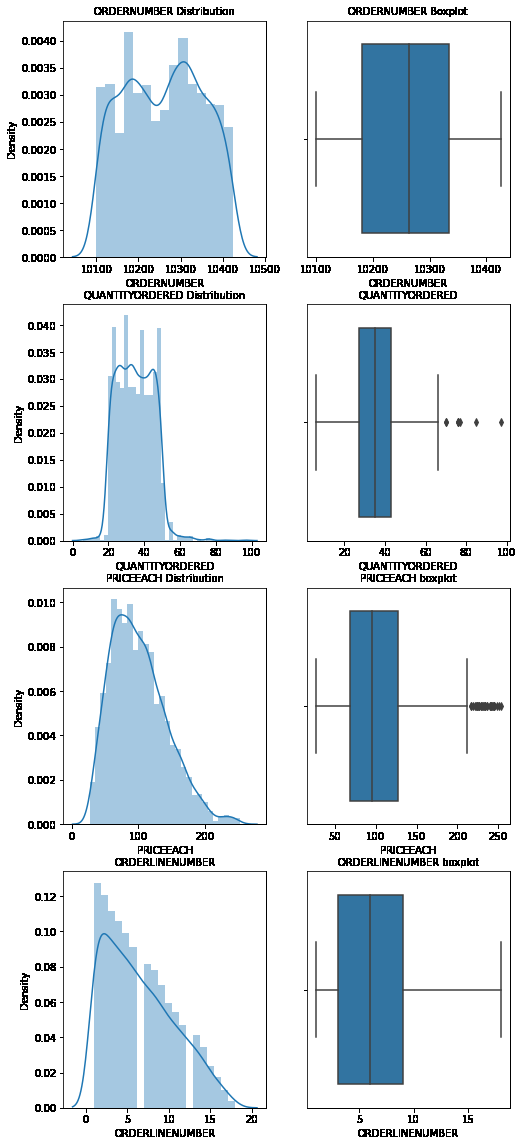 ORDERNUMBER Distribution
ORDERNUMBER Boxplot
Density
0.0040
0.0035
0.0030
0.0025
0.0020
0.0015
0.0010
0.0005
0.0000
10100 10200 10300 10400 10500
ORDERNUMBER
10100 10200 10300 10400
ORDERNUMBER
QUANTITYORDERED Distribution
QUANTITYORDERED
Density
0.040
0.035
0.030
0.025
0.020
0.015
0.010
0.005
0.000
0 20 40 60 80 100
QUANTITYORDERED
20 40 60 80 100
QUANTITYORDERED
PRICEEACH Distribution
PRICEEACH boxplot
Density
0.010
0.008
0.006
0.004
0.002
0.000
0 100 200
PRICEEACH
50 100 150 200 250
PRICEEACH
ORDERLINENUMBER
ORDERLINENUMBER boxplot
Density
0.12
0.10
0.08
0.06
0.04
0.02
0.00
0 5 10 15 20
ORDERLINENUMBER
5 10 15
ORDERLINENUMBER